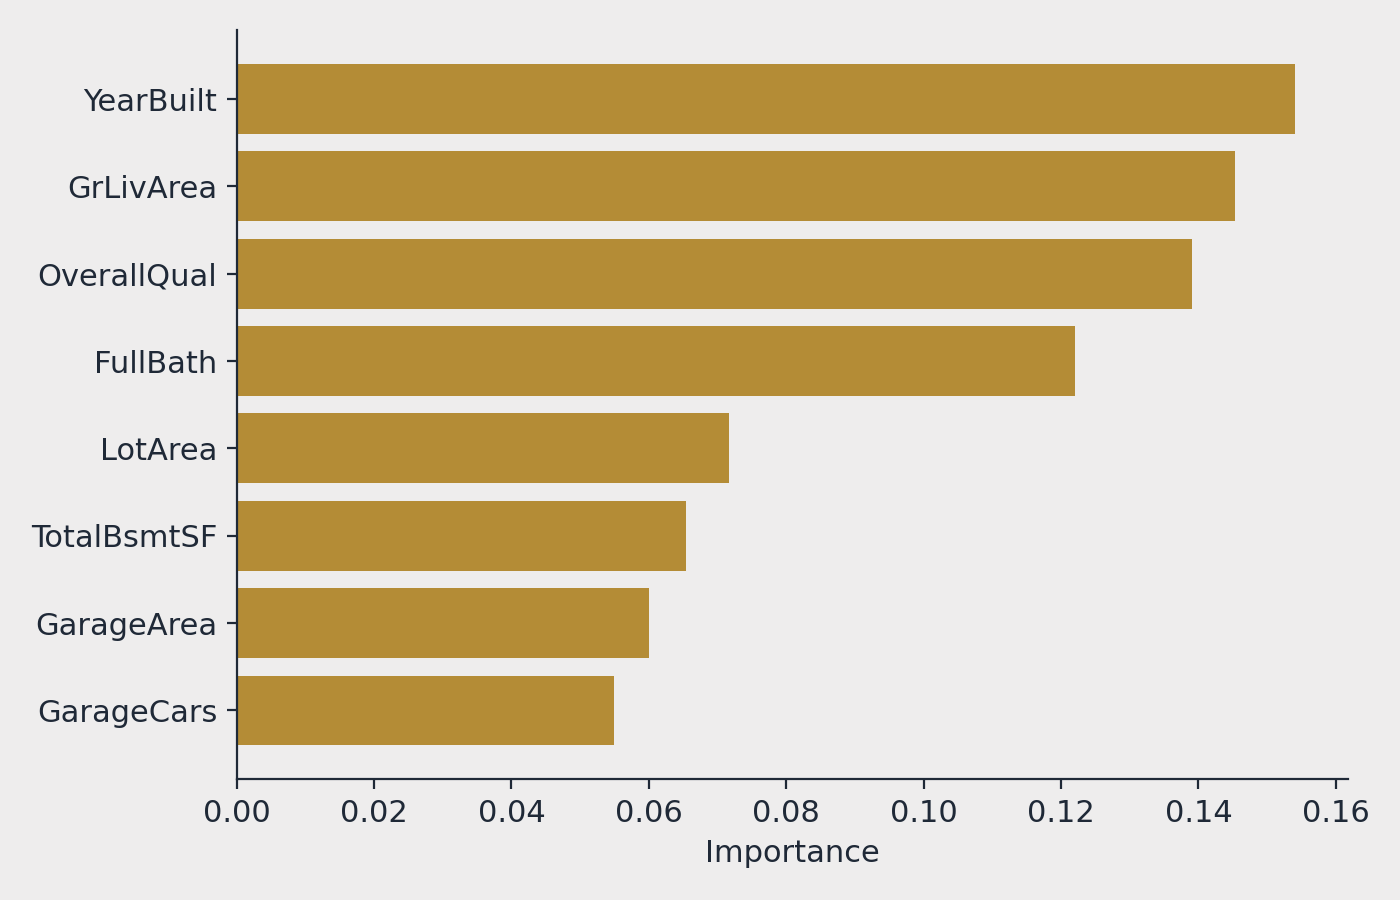 YearBuilt
GrLivArea
OverallQual
FullBath
LotArea
TotalBsmtSF
GarageArea
GarageCars
0.00 0.02 0.04 0.06 0.08 0.10 0.12 0.14 0.16
Importance